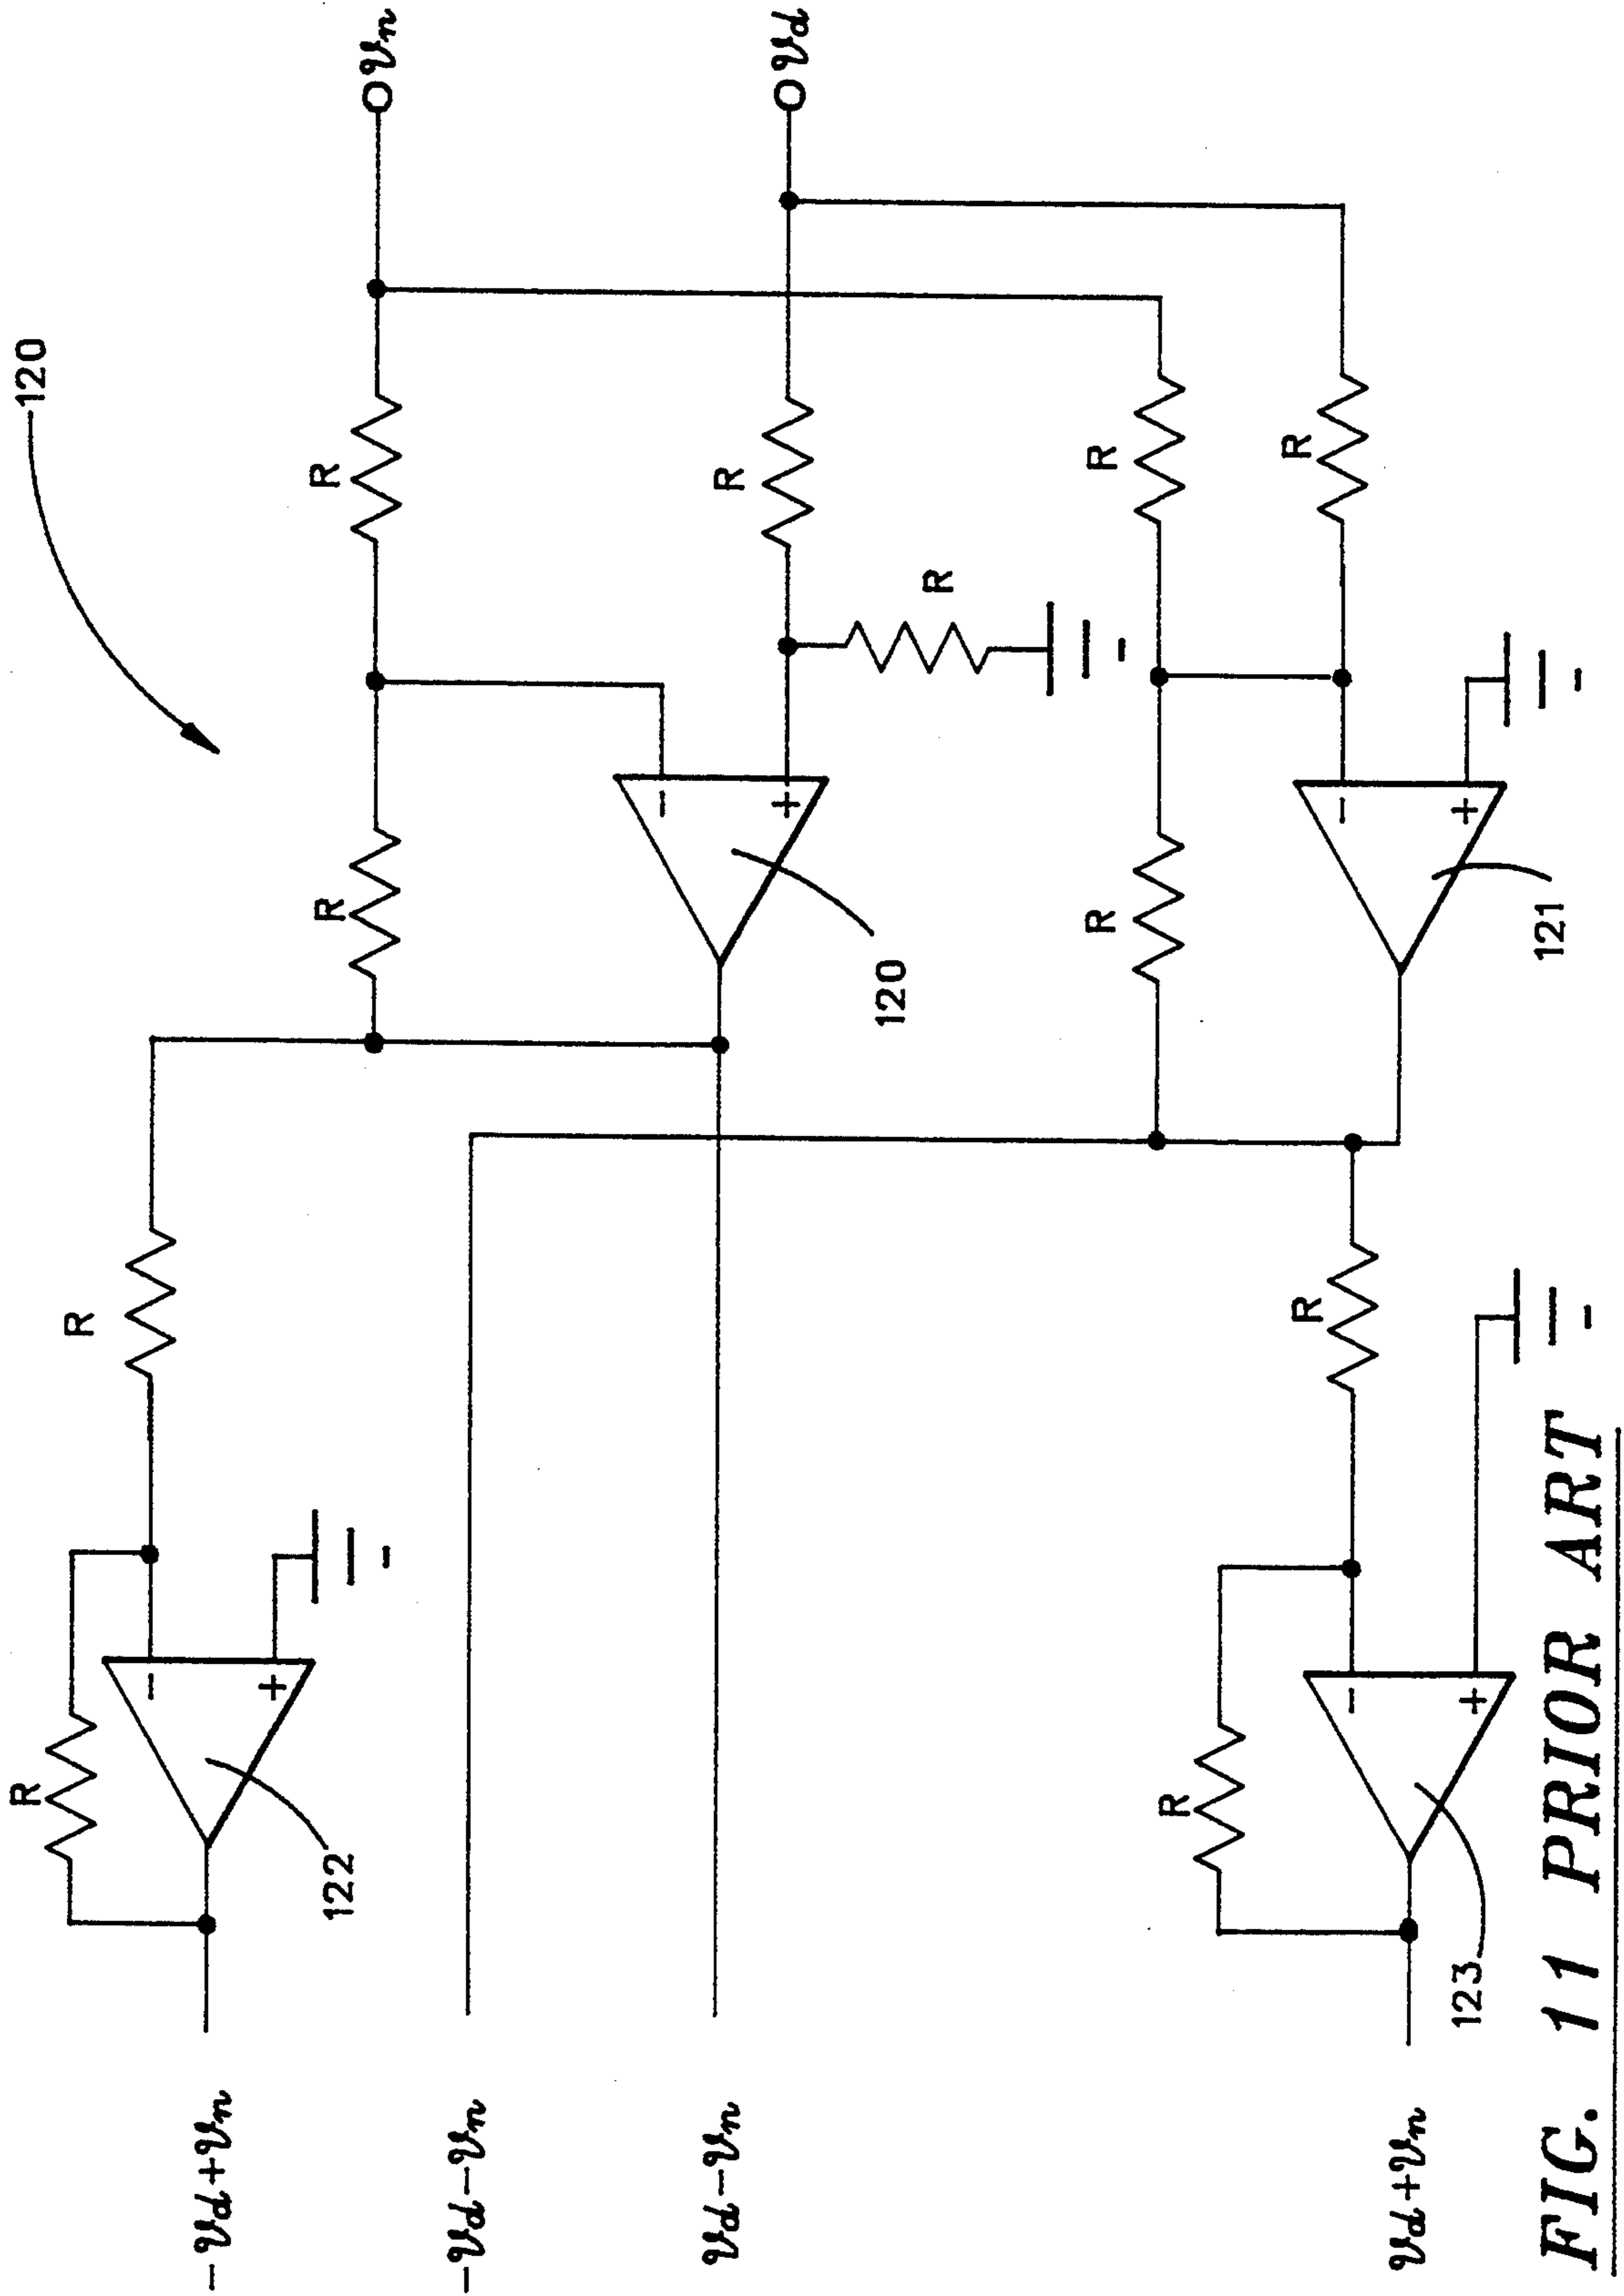 120
𝓥n
𝓥d
R
R
R
R
R
R
R
120
121
R
R
R
R
122
123
-𝓥d+𝓥n
-𝓥d-𝓥n
𝓥d-𝓥n
𝓥d+𝓥n
- +
- +
- +
- +
FIG. 11 PRIOR ART